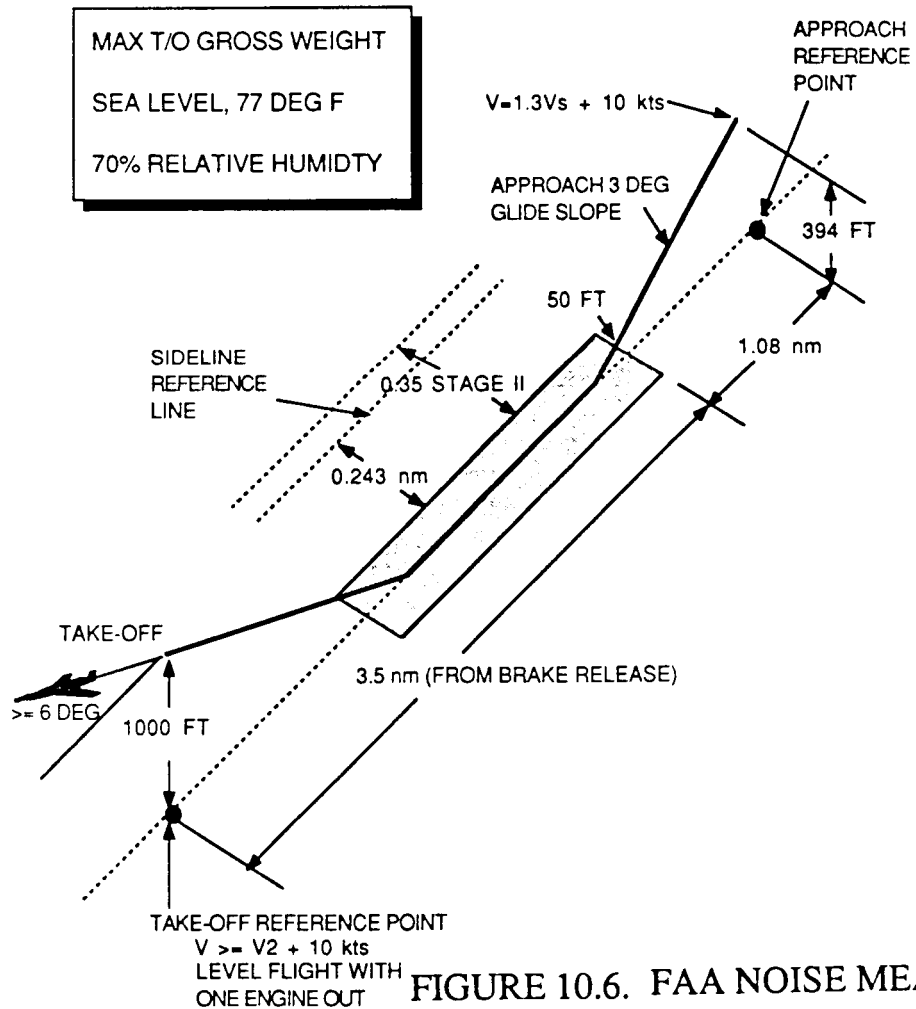 MAX T/O GROSS WEIGHT
SEA LEVEL, 77 DEG F
70% RELATIVE HUMIDTY
APPROACH
REFERENCE
POINT
V=1.3Vs + 10 kts
APPROACH 3 DEG
GLIDE SLOPE
394 FT
50 FT
1.08 nm
SIDELINE
REFERENCE
LINE
0.35 STAGE II
0.243 nm
TAKE-OFF
3.5 nm (FROM BRAKE RELEASE)
>= 6 DEG
1000 FT
TAKE-OFF REFERENCE POINT
V >= V2 + 10 kts
LEVEL FLIGHT WITH
ONE ENGINE OUT
FIGURE 10.6. FAA NOISE MEA